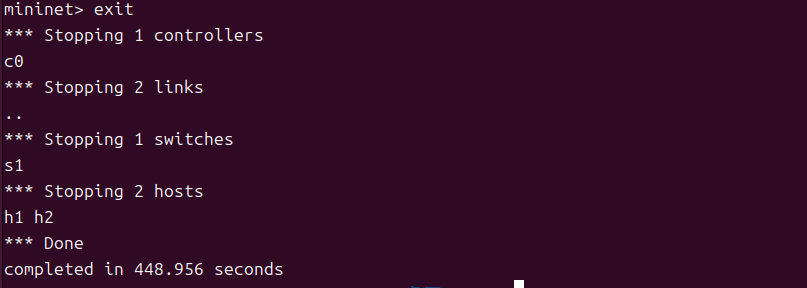 mininet> exit
*** Stopping 1 controllers
c0
*** Stopping 2 links
..
*** Stopping 1 switches
s1
*** Stopping 2 hosts
h1 h2
*** Done
completed in 448.956 seconds